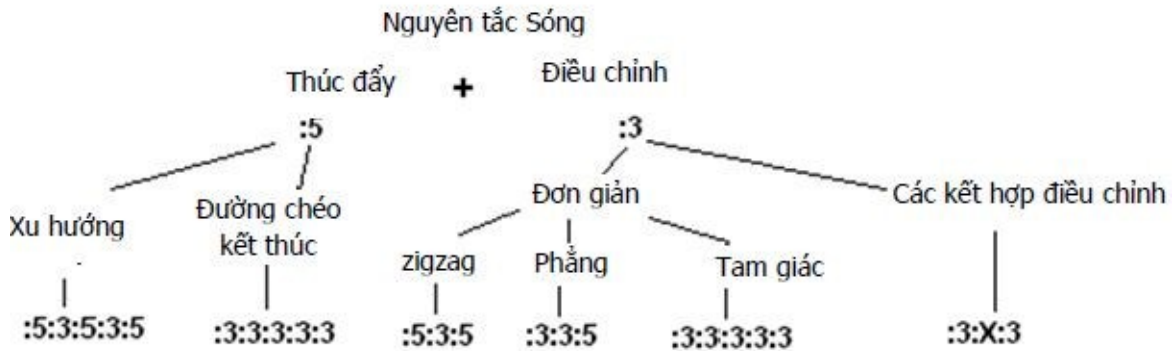 Nguyên tắc Sóng
Thúc đẩy + Điều chỉnh
:5 :3
Xu hướng
Đường chéo
kết thúc
Đơn giản
Các kết hợp điều chỉnh
zigzag Phẳng Tam giác
:5:3:5:3:5 :3:3:3:3:3 :5:3:5 :3:3:5 :3:3:3:3:3 :3:X:3